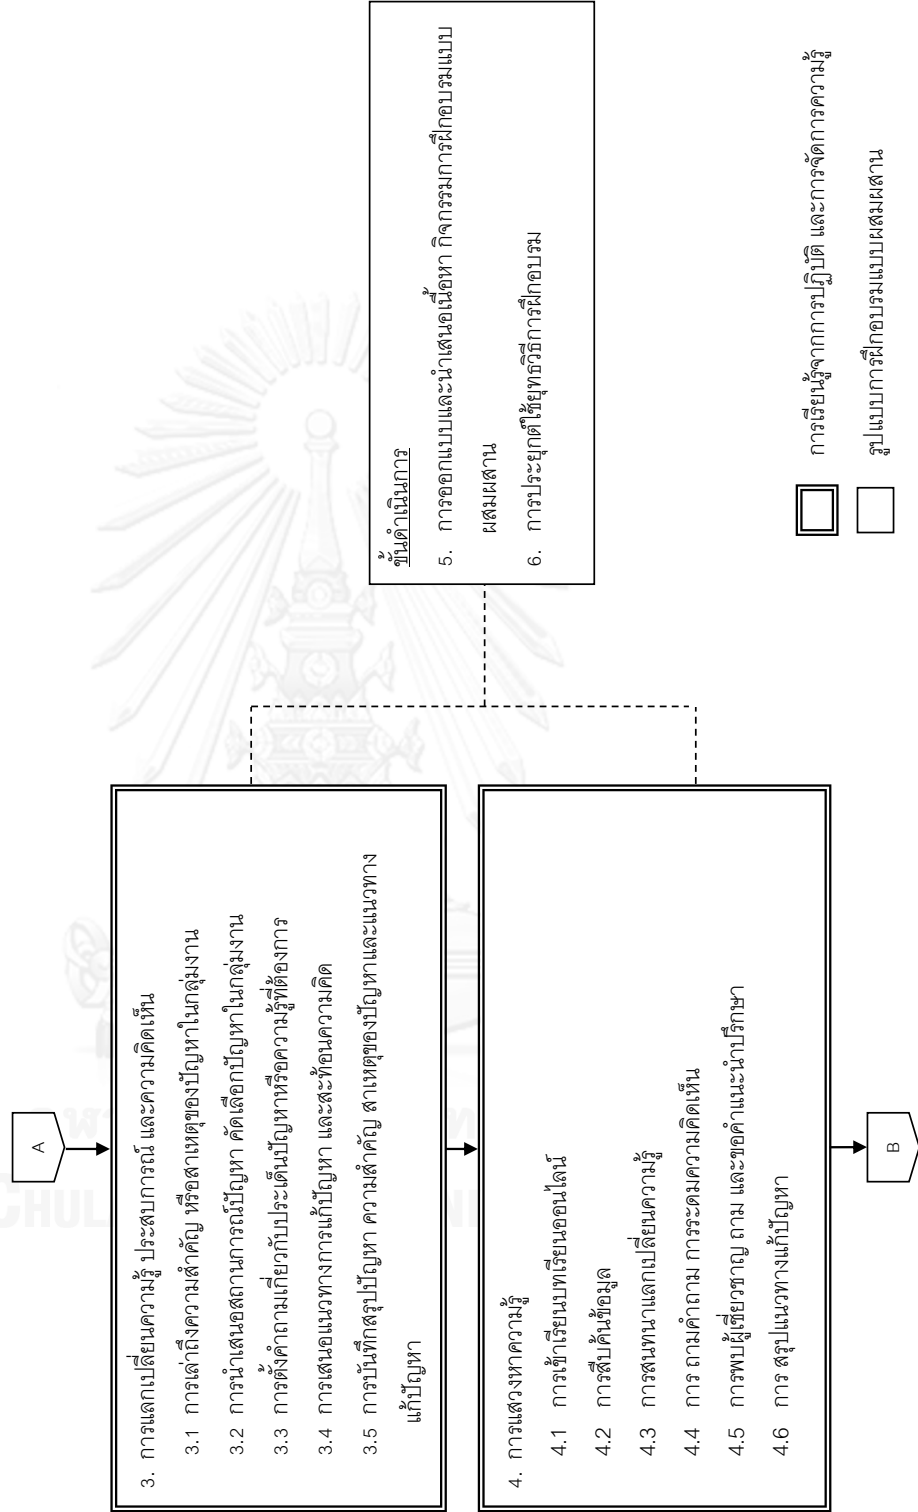 A
3. การแลกเปลี่ยนความรู้ ประสบการณ์ และความคิดเห็น
3.1 การเล่าถึงความสำคัญ หรือสาเหตุของปัญหาในกลุ่มงาน
3.2 การนำเสนอสถานการณ์ปัญหา คัดเลือกปัญหาในกลุ่มงาน
3.3 การตั้งคำถามเกี่ยวกับประเด็นปัญหาหรือความรู้ที่ต้องการ
3.4 การเสนอแนวทางการแก้ปัญหา และสะท้อนความคิด
3.5 การบันทึกสรุปปัญหา ความสำคัญ สาเหตุของปัญหาและแนวทาง
แก้ปัญหา
4. การแสวงหาความรู้
4.1 การเข้าเรียนบทเรียนออนไลน์
4.2 การสืบค้นข้อมูล
4.3 การสนทนาแลกเปลี่ยนความรู้
4.4 การ ถามคำถาม การระดมความคิดเห็น
4.5 การพบผู้เชี่ยวชาญ ถาม และขอคำแนะนำปรึกษา
4.6 การ สรุปแนวทางแก้ปัญหา
B
ขั้นดำเนินการ
5. การออกแบบและนำเสนอเนื้อหา กิจกรรมการฝึกอบรมแบบ
ผสมผสาน
6. การประยุกต์ใช้ยุทธวิธีการฝึกอบรม
การเรียนรู้จากการปฏิบัติ และการจัดการความรู้
รูปแบบการฝึกอบรมแบบผสมผสาน